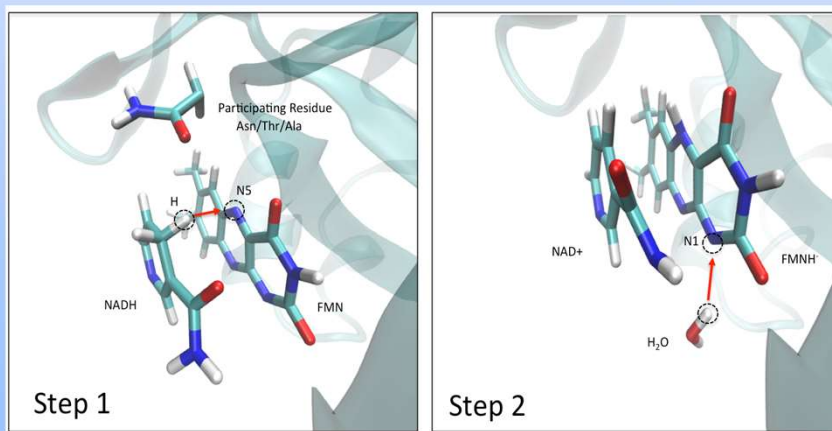 Participating Residue
Asn/Thr/Ala
H
N5
NADH
FMN
Step 1
NAD+
N1
FMNH-
H2O
Step 2